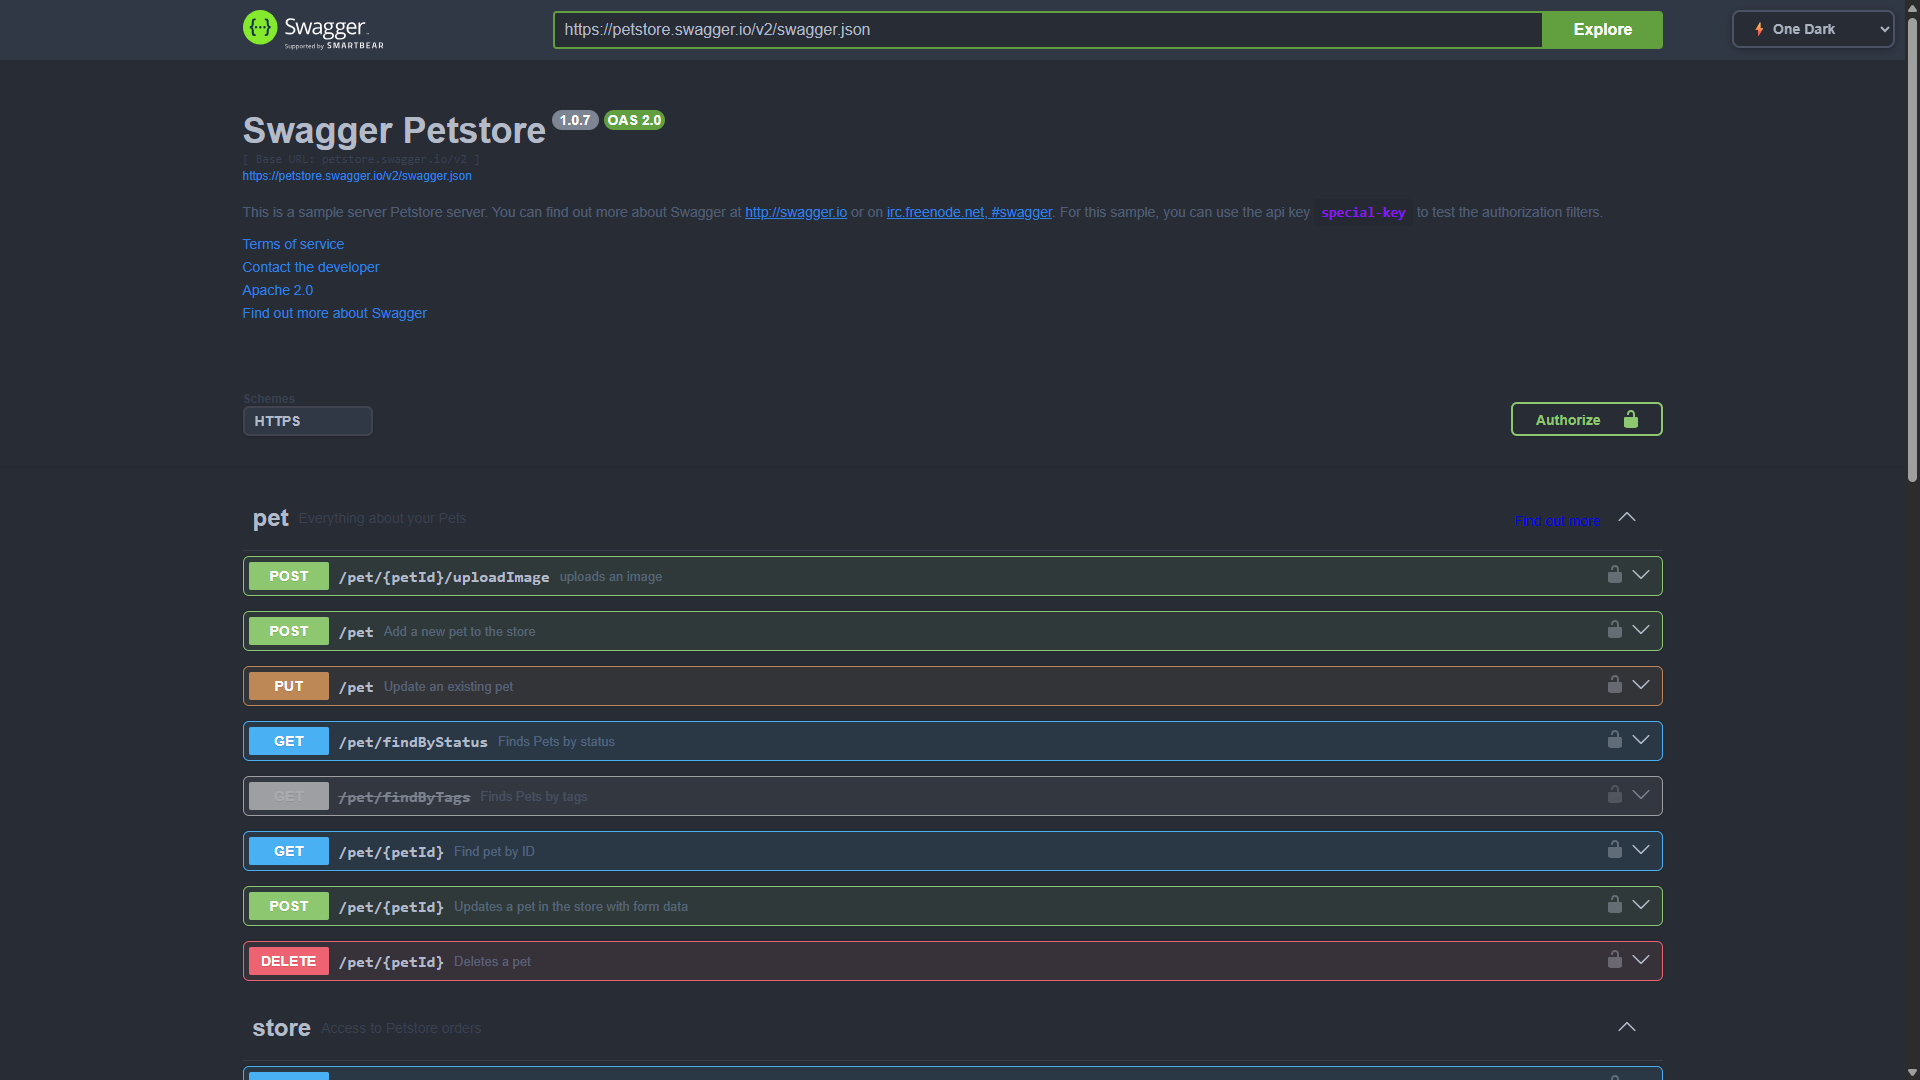 Swagger.
Supported by SMARTBEAR
https://petstore.swagger.io/v2/swagger.json
Explore
One Dark
Swagger Petstore 1.0.7 OAS 2.0
[ Base URL: petstore.swagger.io/v2 ]
https://petstore.swagger.io/v2/swagger.json
This is a sample server Petstore server. You can find out more about Swagger at http://swagger.io or on irc.freenode.net, #swagger. For this sample, you can use the api key special-key to test the authorization filters.
Terms of service
Contact the developer
Apache 2.0
Find out more about Swagger
Schemes
HTTPS
Authorize
pet Everything about your Pets
Find out more
POST /pet/{petId}/uploadImage uploads an image
POST /pet Add a new pet to the store
PUT /pet Update an existing pet
GET /pet/findByStatus Finds Pets by status
GET /pet/findByTags Finds Pets by tags
GET /pet/{petId} Find pet by ID
POST /pet/{petId} Updates a pet in the store with form data
DELETE /pet/{petId} Deletes a pet
store Access to Petstore orders